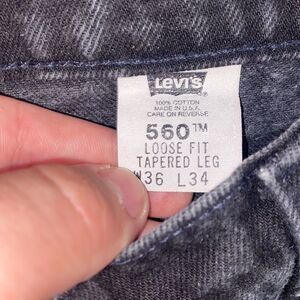 LEVI'S®
100% COTTON
MADE IN U.S.A.
CARE ON REVERSE
560™
LOOSE FIT
TAPERED LEG
W36 L34